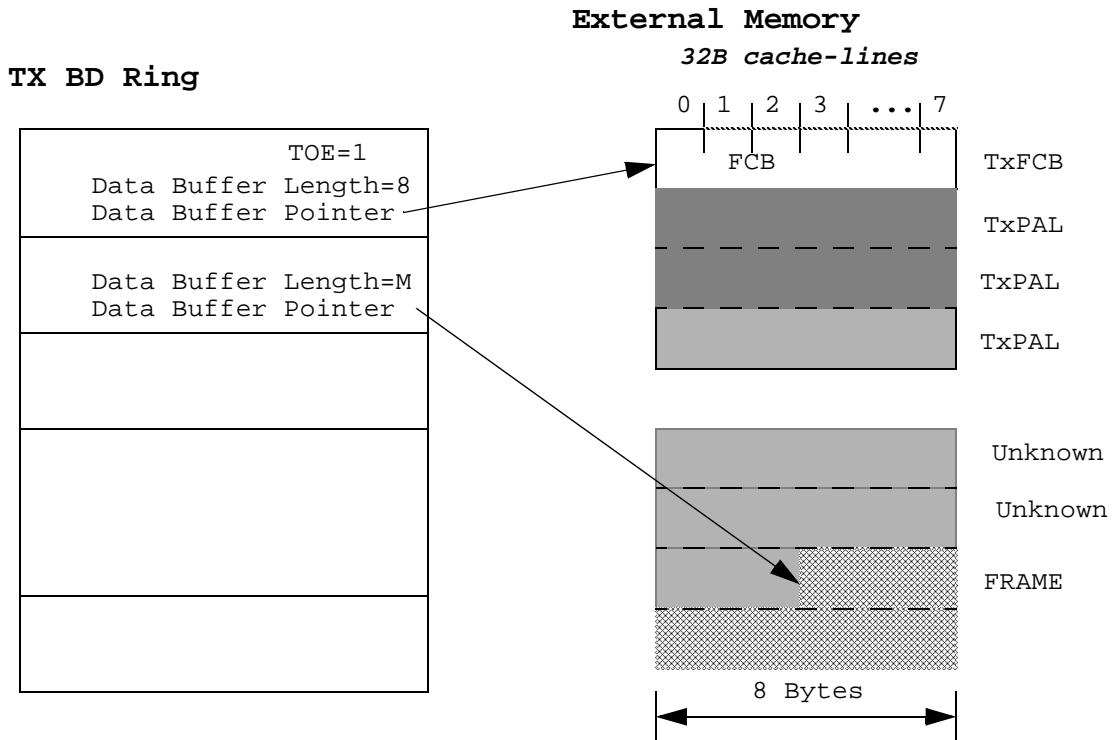 External Memory
32B cache-lines
TX BD Ring
0 1 2 3 ... 7
TOE=1
Data Buffer Length=8
Data Buffer Pointer
FCB
TxFCB
TxPAL
Data Buffer Length=M
Data Buffer Pointer
TxPAL
TxPAL
Unknown
Unknown
FRAME
8 Bytes